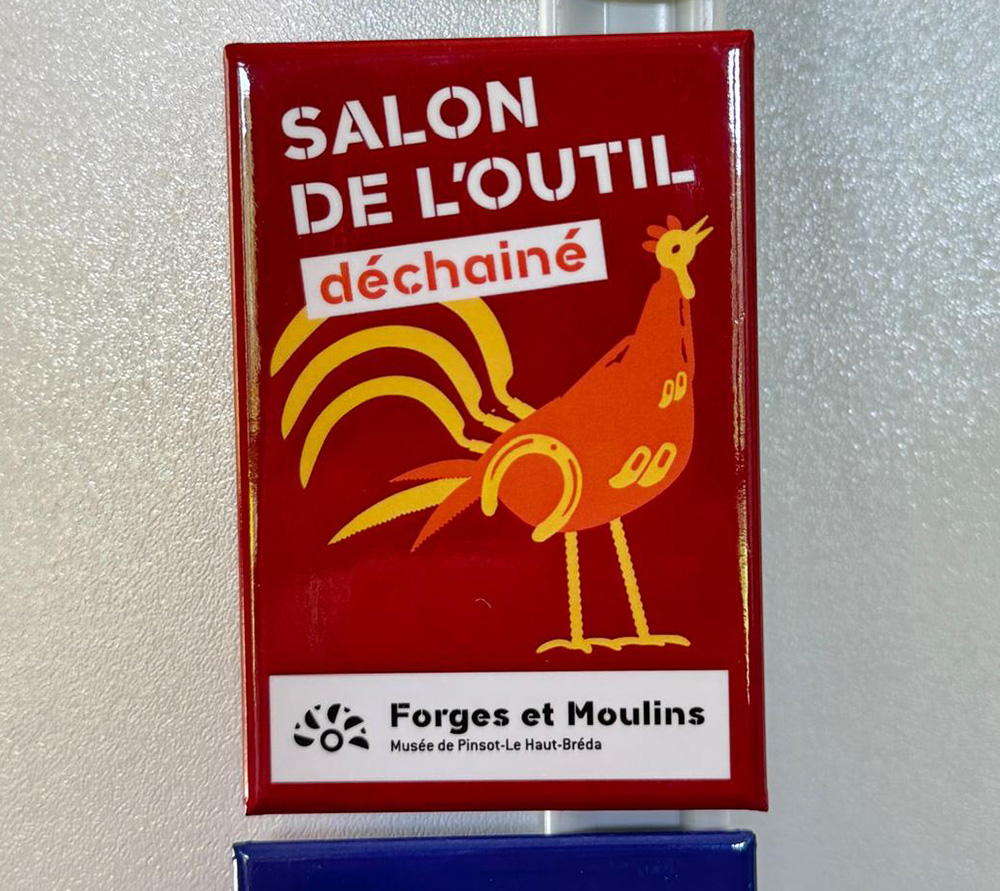 SALON
DE L'OUTIL
déchainé
Forges et Moulins
Musée de Pinsot-Le Haut-Bréda